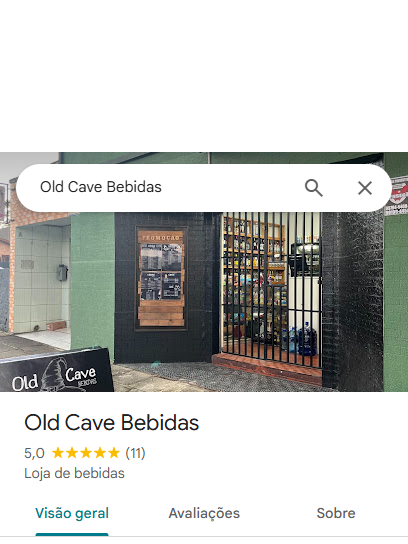 Old Cave Bebidas
PROMOÇÃO
Old Cave
BEBIDAS
Old Cave Bebidas
5,0 (11)
Loja de bebidas
Visão geral Avaliações Sobre